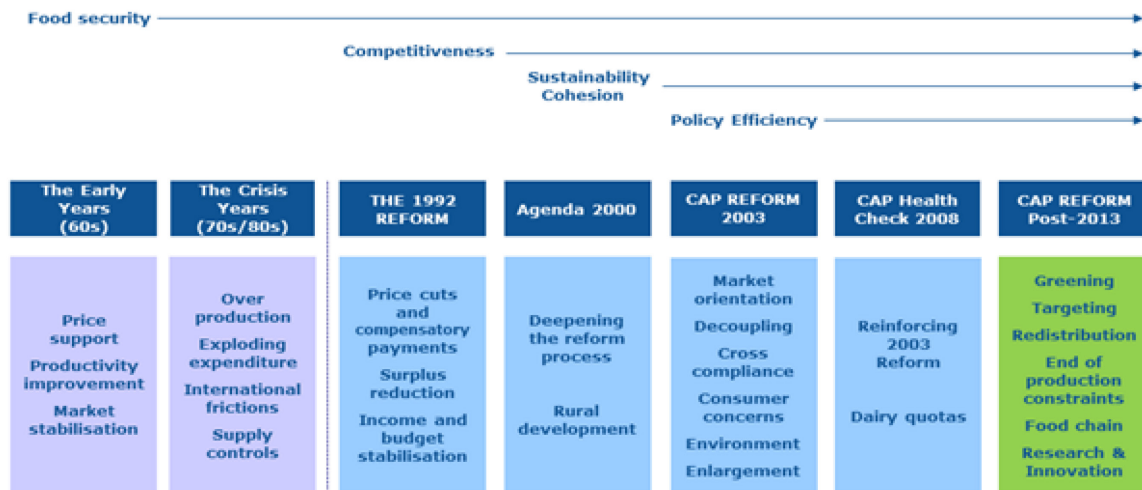 Food security
Competitiveness
Sustainability
Cohesion
Policy Efficiency
The Early
Years
(60s)
The Crisis
Years
(70s/80s)
THE 1992
REFORM
Agenda 2000
CAP REFORM
2003
CAP Health
Check 2008
CAP REFORM
Post-2013
Price
support
Productivity
improvement
Market
stabilisation
Over
production
Exploding
expenditure
International
frictions
Supply
controls
Price cuts
and
compensatory
payments
Surplus
reduction
Income and
budget
stabilisation
Deepening
the reform
process
Rural
development
Market
orientation
Decoupling
Cross
compliance
Consumer
concerns
Environment
Enlargement
Reinforcing
2003
Reform
Dairy quotas
Greening
Targeting
Redistribution
End of
production
constraints
Food chain
Research &
Innovation